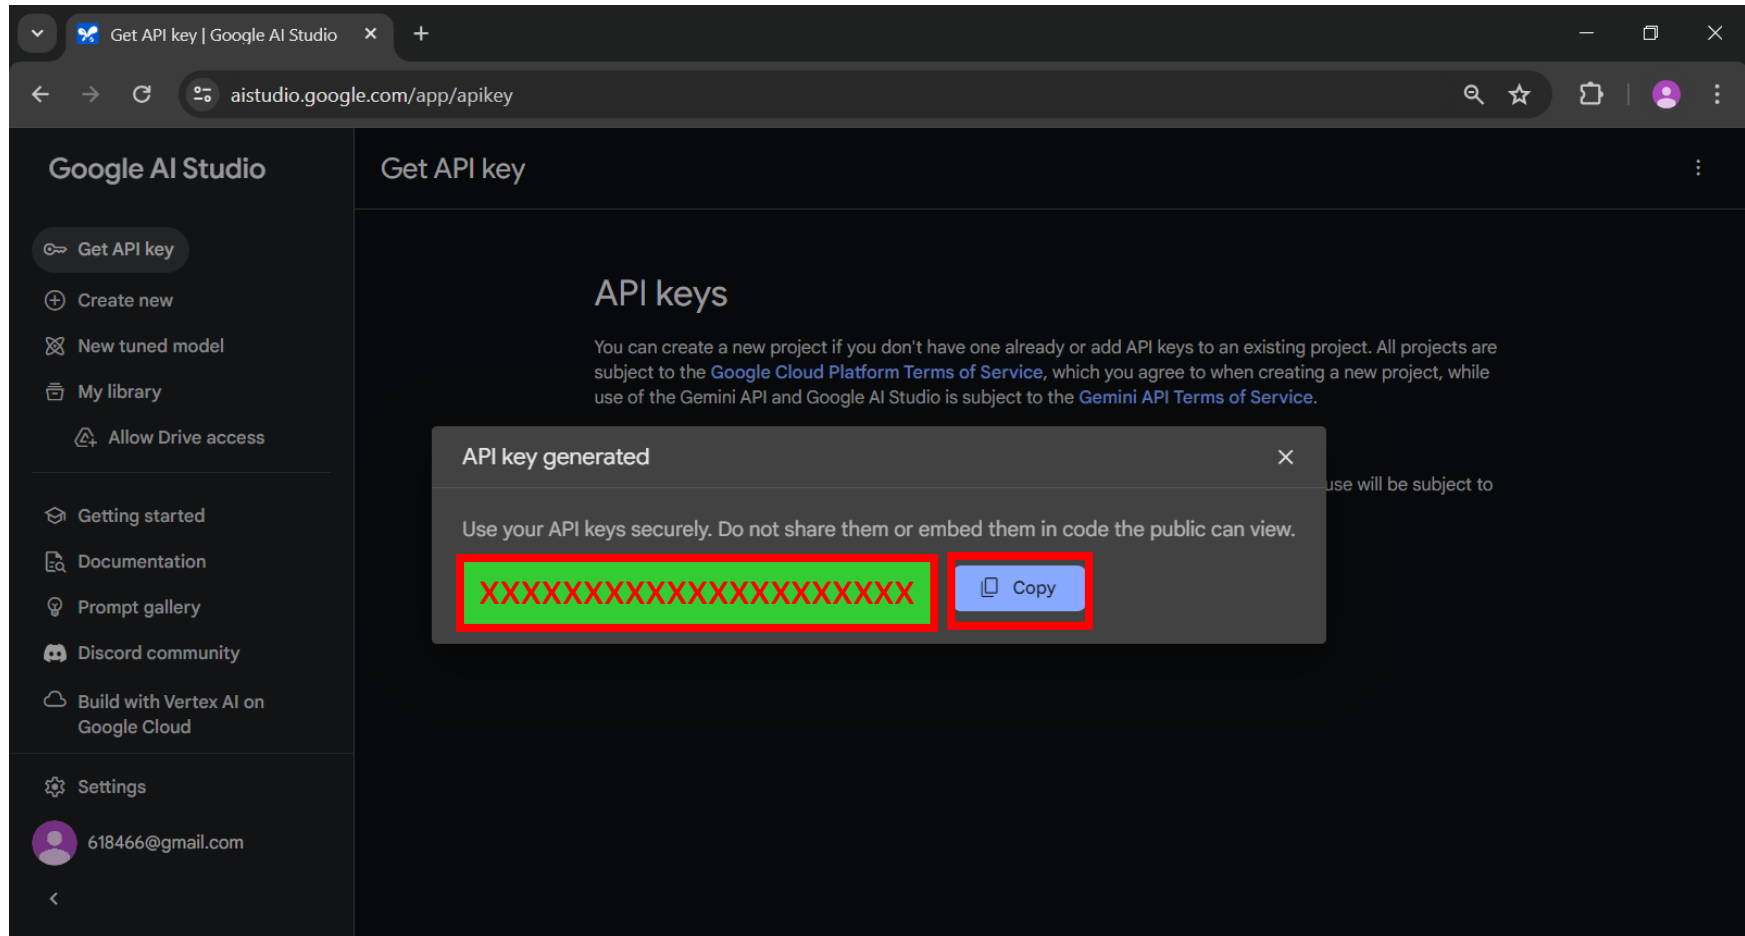 Get API key | Google AI Studio
aistudio.google.com/app/apikey
Google AI Studio
Get API key
Get API key
Create new
New tuned model
My library
Allow Drive access
Getting started
Documentation
Prompt gallery
Discord community
Build with Vertex AI on
Google Cloud
Settings
618466@gmail.com
API keys
You can create a new project if you don't have one already or add API keys to an existing project. All projects are
subject to the Google Cloud Platform Terms of Service, which you agree to when creating a new project, while
use of the Gemini API and Google AI Studio is subject to the Gemini API Terms of Service.
use will be subject to
API key generated
Use your API keys securely. Do not share them or embed them in code the public can view.
XXXXXXXXXXXXXXXXXXXXX
Copy